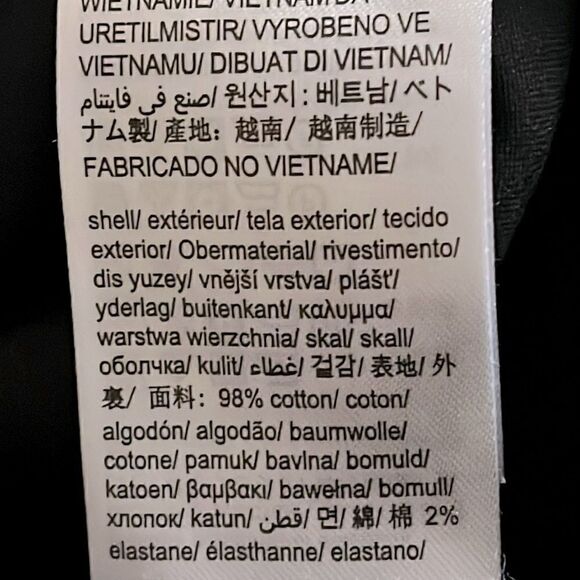 WIETNAMIE/ VIETNAM DA
URETILMISTIR/ VYROBENO VE
VIETNAMU/ DIBUAT DI VIETNAM/
صنع في فايتنام/ 원산지 : 베트남/ ベト
ナム製/ 產地：越南/ 越南制造/
FABRICADO NO VIETNAME/
shell/ extérieur/ tela exterior/ tecido
exterior/ Obermaterial/ rivestimento/
dis yuzey/ vnější vrstva/ plášť/
yderlag/ buitenkant/ καλυμμα/
warstwa wierzchnia/ skal/ skall/
оболчка/ kulit/ غطاء/ 겉감/ 表地/ 外
裏/ 面料：98% cotton/ coton/
algodón/ algodão/ baumwolle/
cotone/ pamuk/ bavlna/ bomuld/
katoen/ βαμβακι/ bawełna/ bomull/
хлопок/ katun/ قطن/ 면/ 綿/ 棉 2%
elastane/ élasthanne/ elastano/